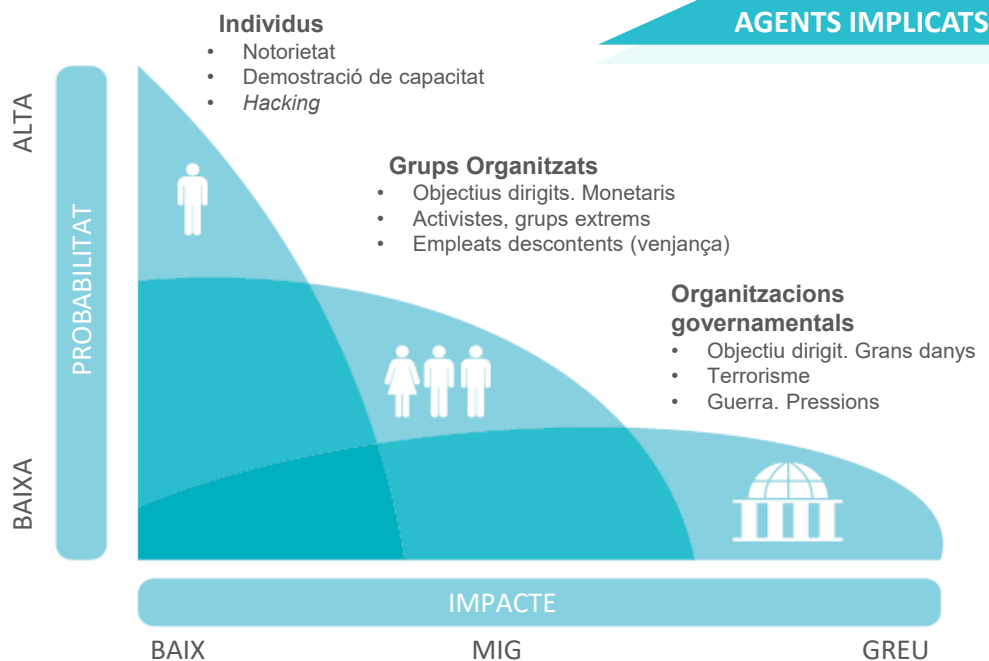 AGENTS IMPLICATS
Individus
• Notorietat
• Demostració de capacitat
• Hacking
Grups Organitzats
• Objectius dirigits. Monetaris
• Activistes, grups extrems
• Empleats descontents (venjança)
Organitzacions
governamentals
• Objectiu dirigit. Grans danys
• Terrorisme
• Guerra. Pressions
ALTA
PROBABILITAT
BAIXA
IMPACTE
BAIX
MIG
GREU